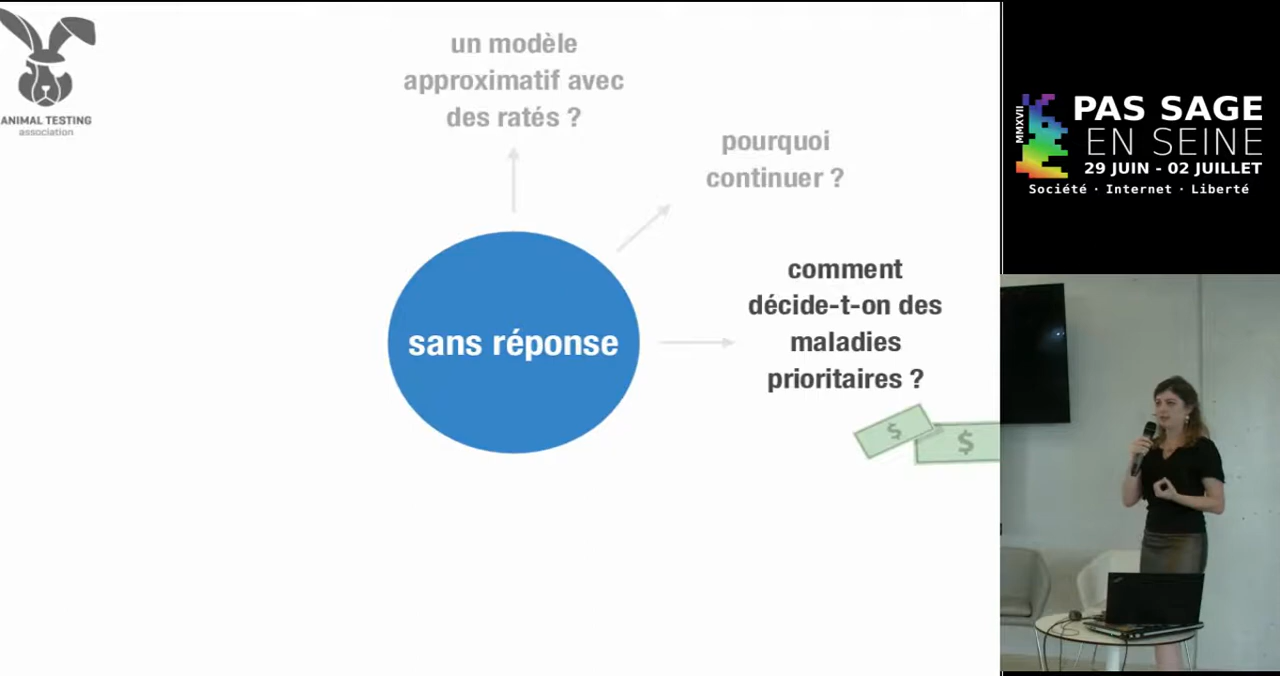 ANIMAL TESTING
association
un modèle
approximatif avec
des ratés ?
pourquoi
continuer ?
comment
décide-t-on des
maladies
prioritaires ?
sans réponse
$
$
MMXVII
PAS SAGE
EN SEINE
29 JUIN - 02 JUILLET
Société · Internet · Liberté